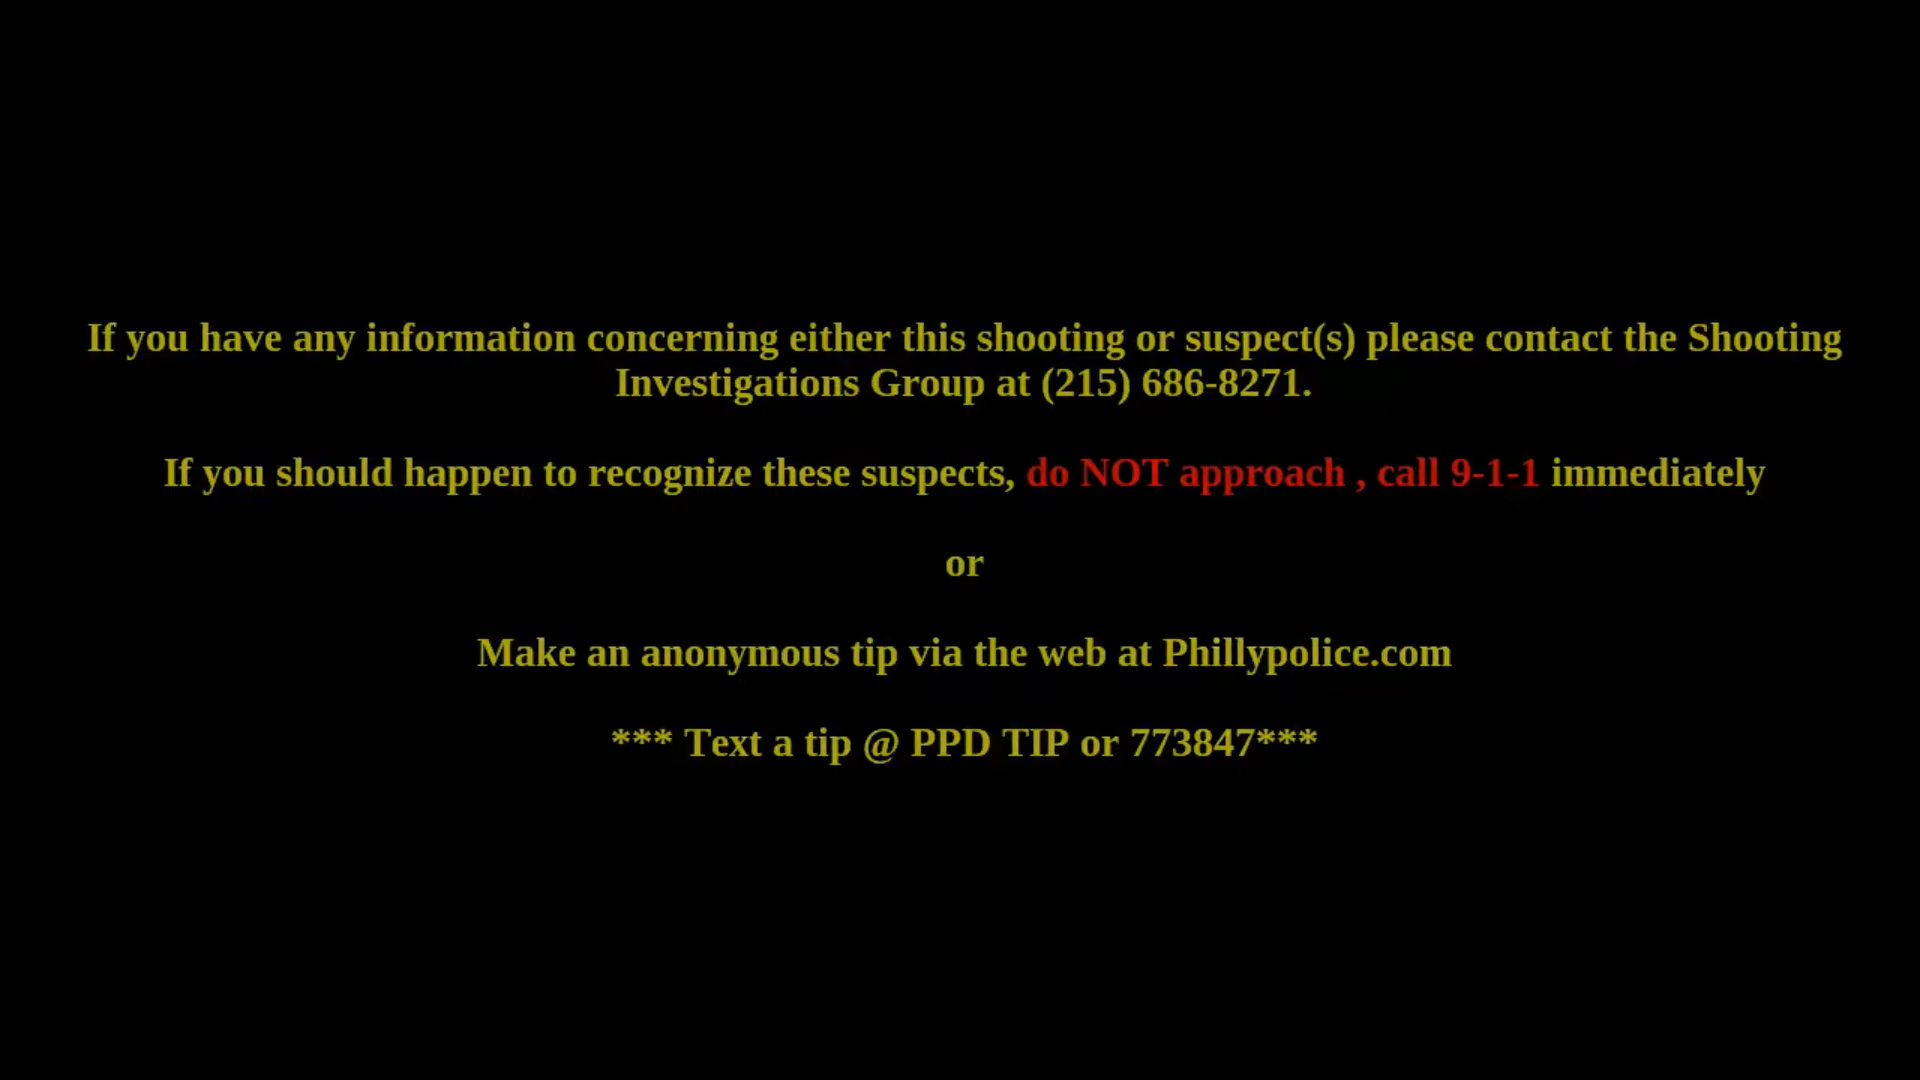 If you have any information concerning either this shooting or suspect(s) please contact the Shooting
Investigations Group at (215) 686-8271.
If you should happen to recognize these suspects, do NOT approach , call 9-1-1 immediately
or
Make an anonymous tip via the web at Phillypolice.com
*** Text a tip @ PPD TIP or 773847***